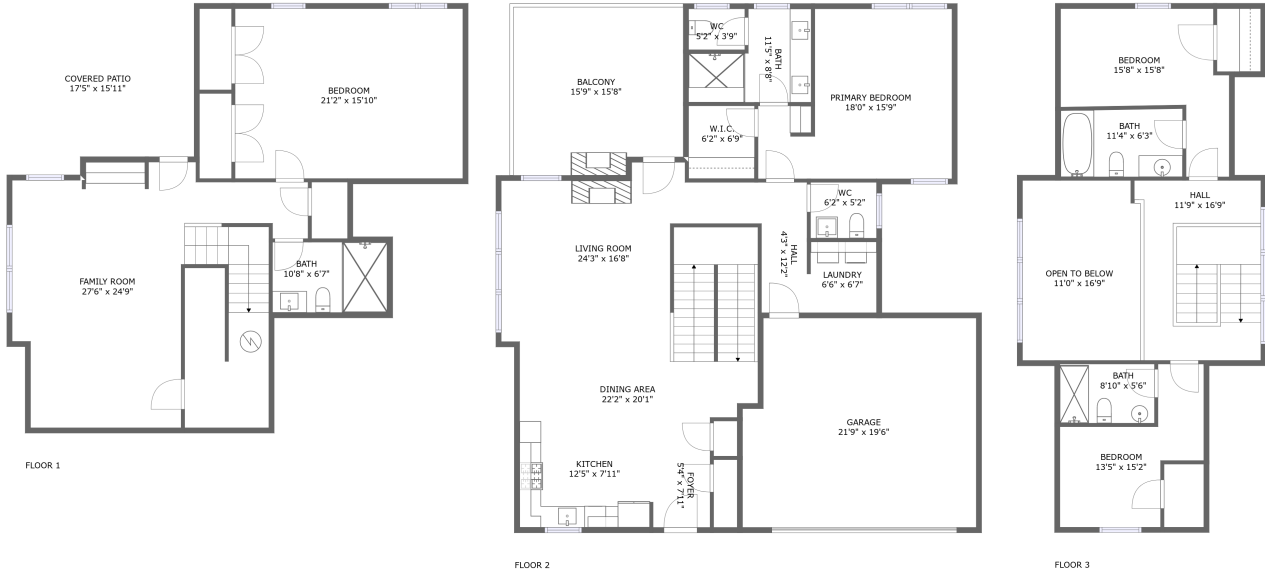 COVERED PATIO
17'5" x 15'11"
BEDROOM
21'2" x 15'10"
FAMILY ROOM
27'6" x 24'9"
BATH
10'8" x 6'7"
FLOOR 1
BALCONY
15'9" x 15'8"
WC
5'2" x 3'9"
BATH
11'5" x 8'8"
PRIMARY BEDROOM
18'0" x 15'9"
W.I.C.
6'2" x 6'9"
WC
6'2" x 5'2"
LIVING ROOM
24'3" x 16'8"
HALL
4'3" x 12'2"
LAUNDRY
6'6" x 6'7"
DINING AREA
22'2" x 20'1"
GARAGE
21'9" x 19'6"
KITCHEN
12'5" x 7'11"
FOYER
5'4" x 7'11"
FLOOR 2
BEDROOM
15'8" x 15'8"
BATH
11'4" x 6'3"
HALL
11'9" x 16'9"
OPEN TO BELOW
11'0" x 16'9"
BATH
8'10" x 5'6"
BEDROOM
13'5" x 15'2"
FLOOR 3